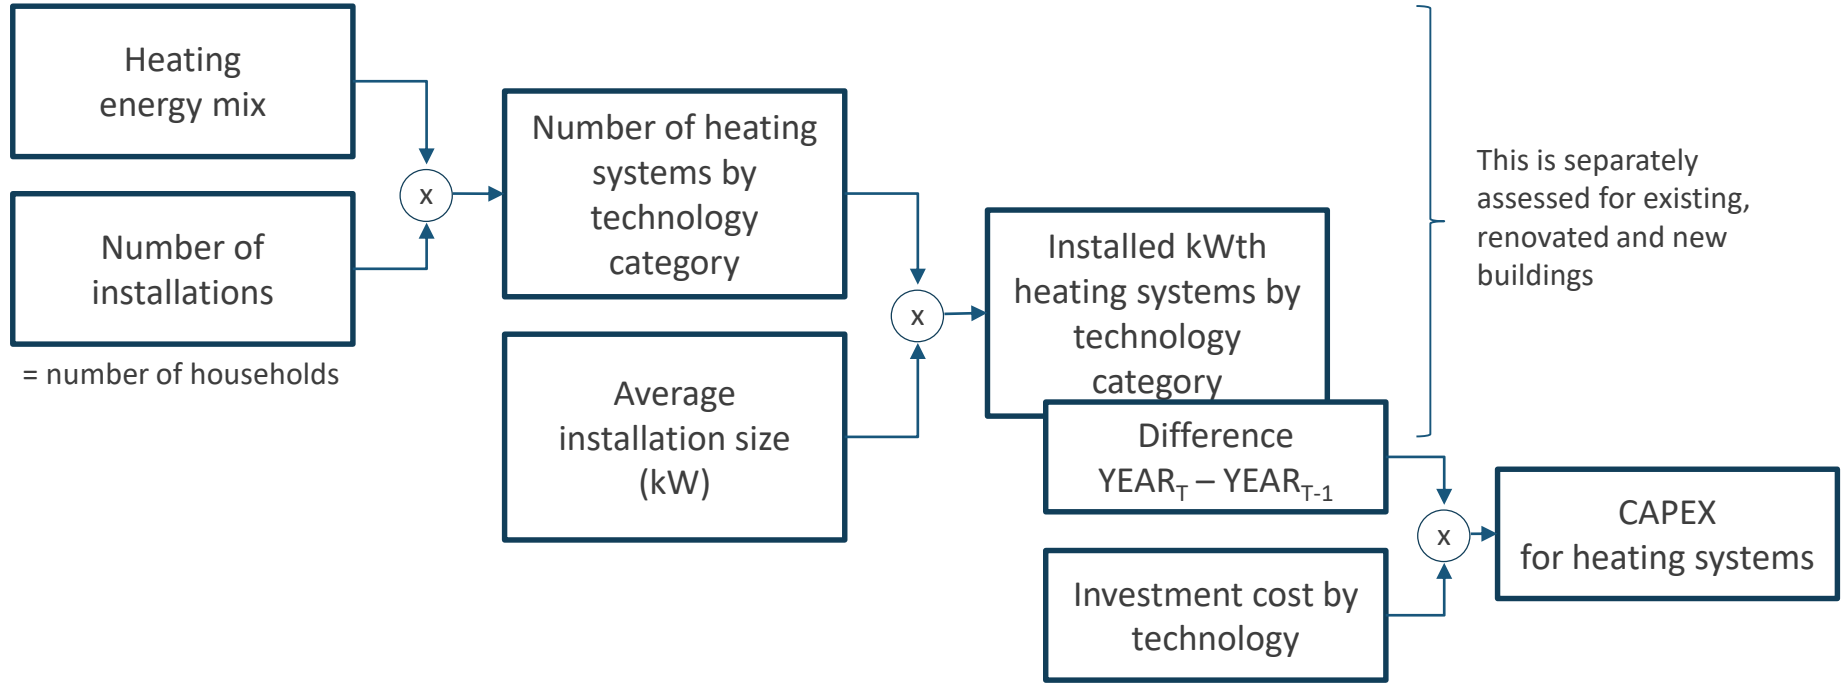 Heating
energy mix
Number of
installations
= number of households
x
Number of heating
systems by
technology
category
Average
installation size
(kW)
x
Installed kWth
heating systems by
technology
category
Difference
YEAR_T – YEAR_T-1
Investment cost by
technology
x
CAPEX
for heating systems
This is separately
assessed for existing,
renovated and new
buildings